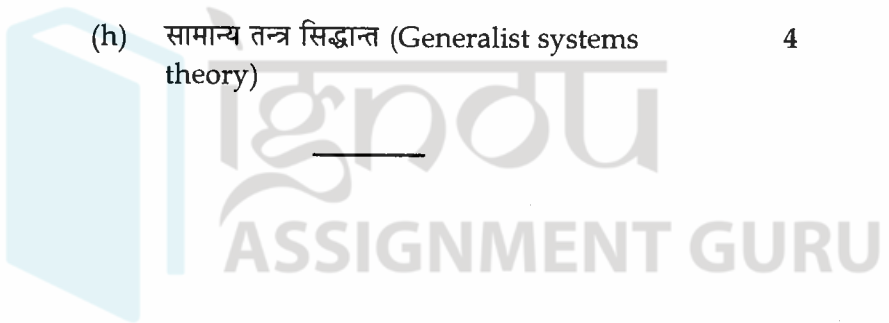 (h) सामान्य तन्त्र सिद्धान्त (Generalist systems 4
theory)
ignou
ASSIGNMENT GURU